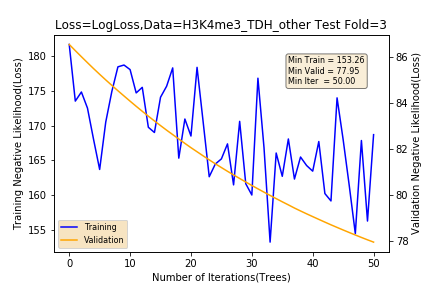 Loss=LogLoss,Data=H3K4me3_TDH_other Test Fold=3
Training Negative Likelihood(Loss)
180
175
170
165
160
155
Min Train = 153.26
Min Valid = 77.95
Min Iter = 50.00
Training
Validation
86
84
82
80
78
Validation Negative Likelihood(Loss)
0
10
20
30
40
50
Number of Iterations(Trees)